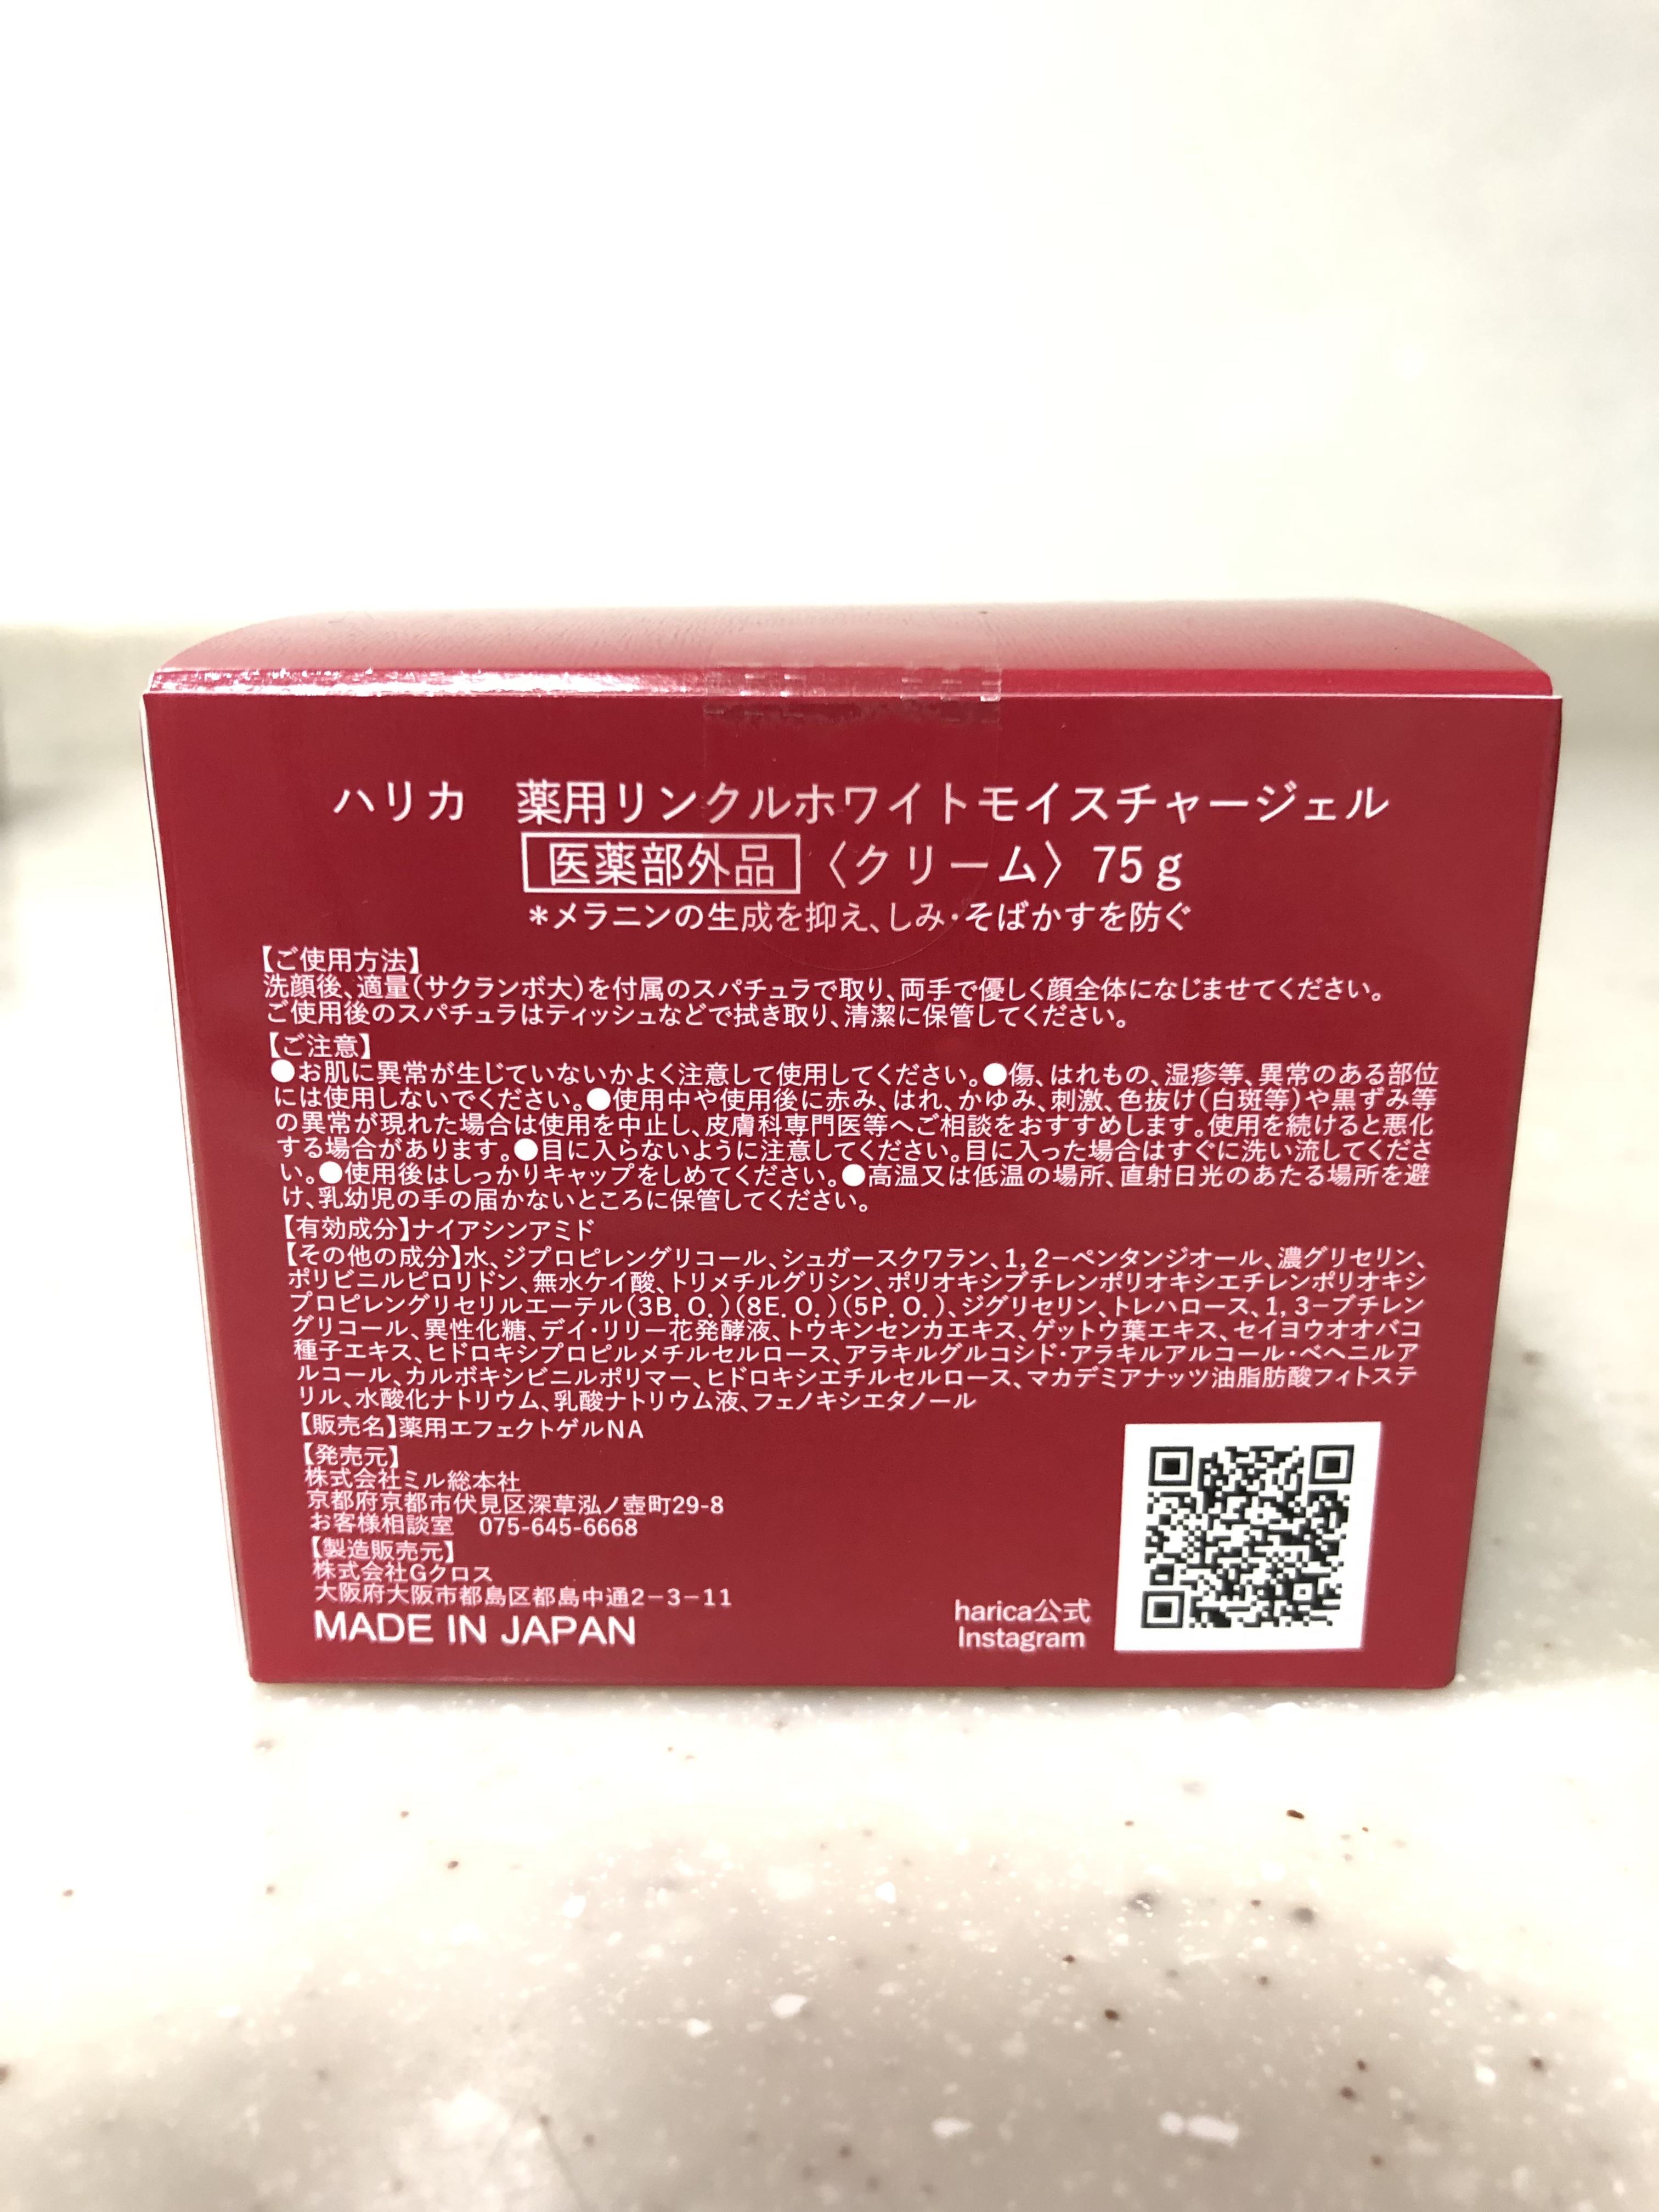 ハリカ　薬用リンクルホワイトモイスチャージェル
医薬部外品〈クリーム〉75g
*メラニンの生成を抑え、しみ・そばかすを防ぐ
【ご使用方法】
洗顔後、適量(サクランボ大)を付属のスパチュラで取り、両手で優しく顔全体になじませてください。
ご使用後のスパチュラはティッシュなどで拭き取り、清潔に保管してください。
【ご注意】
●お肌に異常が生じていないかよく注意して使用してください。●傷、はれもの、湿疹等、異常のある部位
には使用しないでください。●使用中や使用後に赤み、はれ、かゆみ、刺激、色抜け(白斑等)や黒ずみ等
の異常が現れた場合は使用を中止し、皮膚科専門医等へご相談をおすすめします。使用を続けると悪化
する場合があります。●目に入らないように注意してください。目に入った場合はすぐに洗い流してくださ
い。●使用後はしっかりキャップをしめてください。●高温又は低温の場所、直射日光のあたる場所を避
け、乳幼児の手の届かないところに保管してください。
【有効成分】ナイアシンアミド
【その他の成分】水、ジプロピレングリコール、シュガースクワラン、1,2−ペンタンジオール、濃グリセリン、
ポリビニルピロリドン、無水ケイ酸、トリメチルグリシン、ポリオキシブチレンポリオキシエチレンポリオキシ
プロピレングリセリルエーテル(3B.O.)(8E.O.)(5P.O.)、ジグリセリン、トレハロース、1,3−ブチレン
グリコール、異性化糖、デイ・リリー花発酵液、トウキンセンカエキス、ゲットウ葉エキス、セイヨウオオバコ
種子エキス、ヒドロキシプロピルメチルセルロース、アラキルグルコシド・アラキルアルコール・ベヘニルア
ルコール、カルボキシビニルポリマー、ヒドロキシエチルセルロース、マカデミアナッツ油脂肪酸フィトステ
リル、水酸化ナトリウム、乳酸ナトリウム液、フェノキシエタノール
【販売名】薬用エフェクトゲルNA
【発売元】
株式会社ミル総本社
京都府京都市伏見区深草泓ノ壺町29-8
お客様相談室　075-645-6668
【製造販売元】
株式会社Gクロス
大阪府大阪市都島区都島中通2−3−11
MADE IN JAPAN
harica公式
Instagram